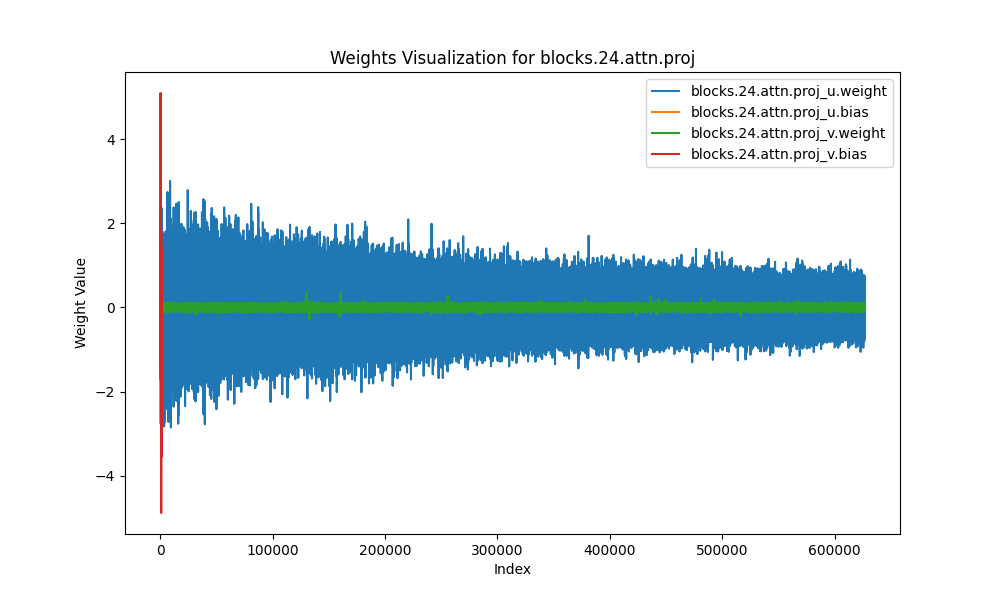 Weights Visualization for blocks.24.attn.proj
blocks.24.attn.proj_u.weight
blocks.24.attn.proj_u.bias
blocks.24.attn.proj_v.weight
blocks.24.attn.proj_v.bias
Weight Value
4
2
0
−2
−4
0 100000 200000 300000 400000 500000 600000
Index